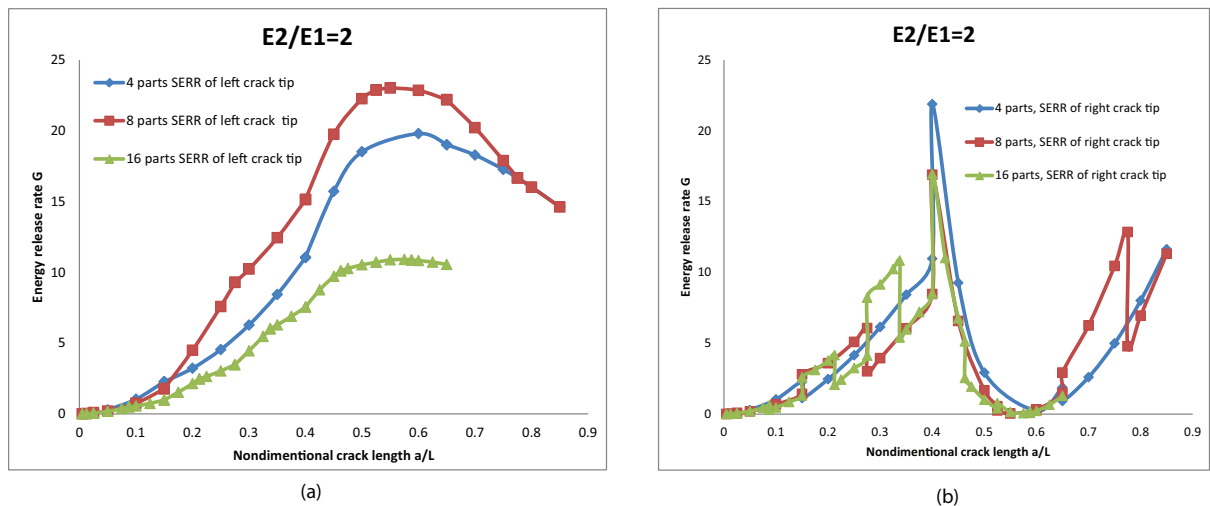 E2/E1=2
25
20
15
10
5
0
Energy release rate G
4 parts SERR of left crack tip
8 parts SERR of left crack tip
16 parts SERR of left crack tip
0 0.1 0.2 0.3 0.4 0.5 0.6 0.7 0.8 0.9
Nondimentional crack length a/L
(a)
E2/E1=2
25
20
15
10
5
0
Energy release rate G
4 parts, SERR of right crack tip
8 parts, SERR of right crack tip
16 parts, SERR of right crack tip
0 0.1 0.2 0.3 0.4 0.5 0.6 0.7 0.8 0.9
Nondimentional crack length a/L
(b)